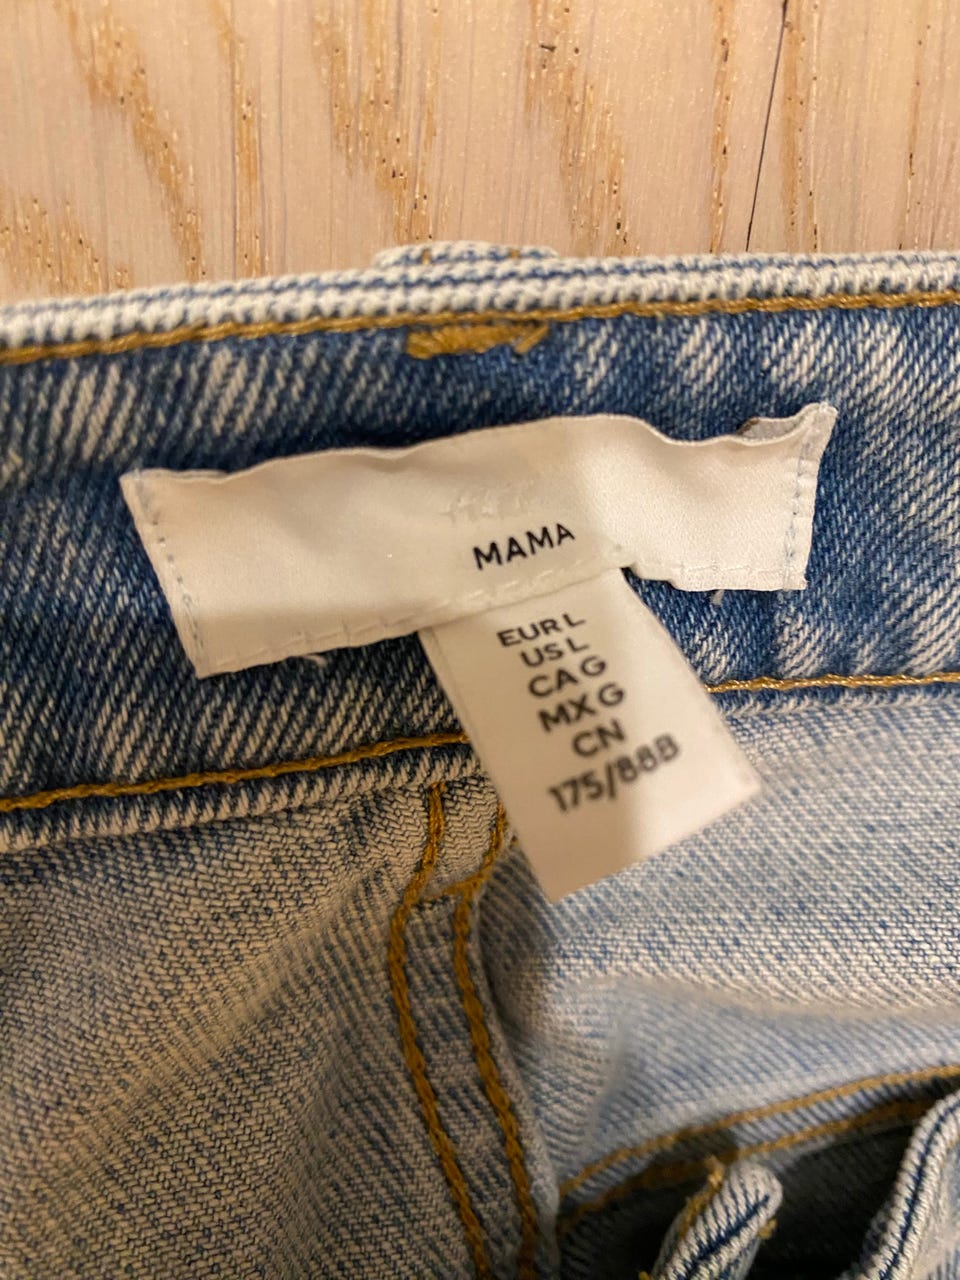 MAMA
EUR L
US L
CA G
MX G
CN
175/88B